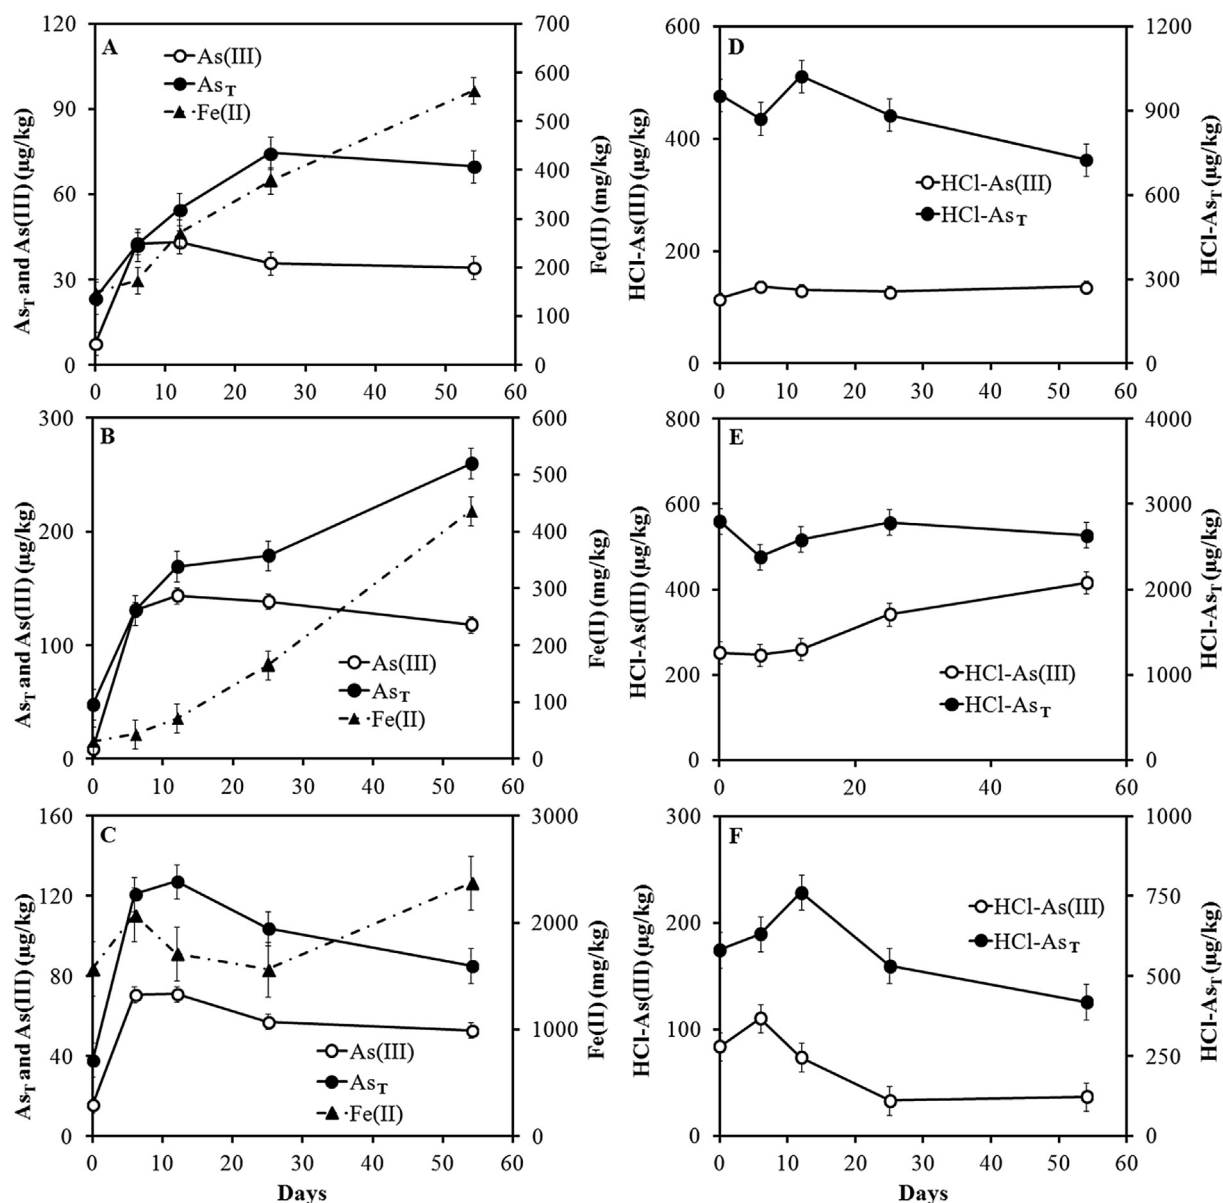 A
As(III)
AsT
Fe(II)
120
90
60
30
0
700
600
500
400
300
200
100
0
0 10 20 30 40 50 60
AsT and As(III) (µg/kg)
Fe(II) (mg/kg)
D
HCl-As(III)
HCl-AsT
600
400
200
0
1200
900
600
300
0
0 10 20 30 40 50 60
HCl-As(III) (µg/kg)
HCl-AsT (µg/kg)
B
As(III)
AsT
Fe(II)
300
200
100
0
600
500
400
300
200
100
0
0 10 20 30 40 50 60
AsT and As(III) (µg/kg)
Fe(II) (mg/kg)
E
HCl-As(III)
HCl-AsT
800
600
400
200
0
4000
3000
2000
1000
0
0 20 40 60
HCl-As(III) (µg/kg)
HCl-AsT (µg/kg)
C
As(III)
AsT
Fe(II)
160
120
80
40
0
3000
2000
1000
0
0 10 20 30 40 50 60
AsT and As(III) (µg/kg)
Fe(II) (mg/kg)
Days
F
HCl-As(III)
HCl-AsT
300
200
100
0
1000
750
500
250
0
0 10 20 30 40 50 60
HCl-As(III) (µg/kg)
HCl-AsT (µg/kg)
Days